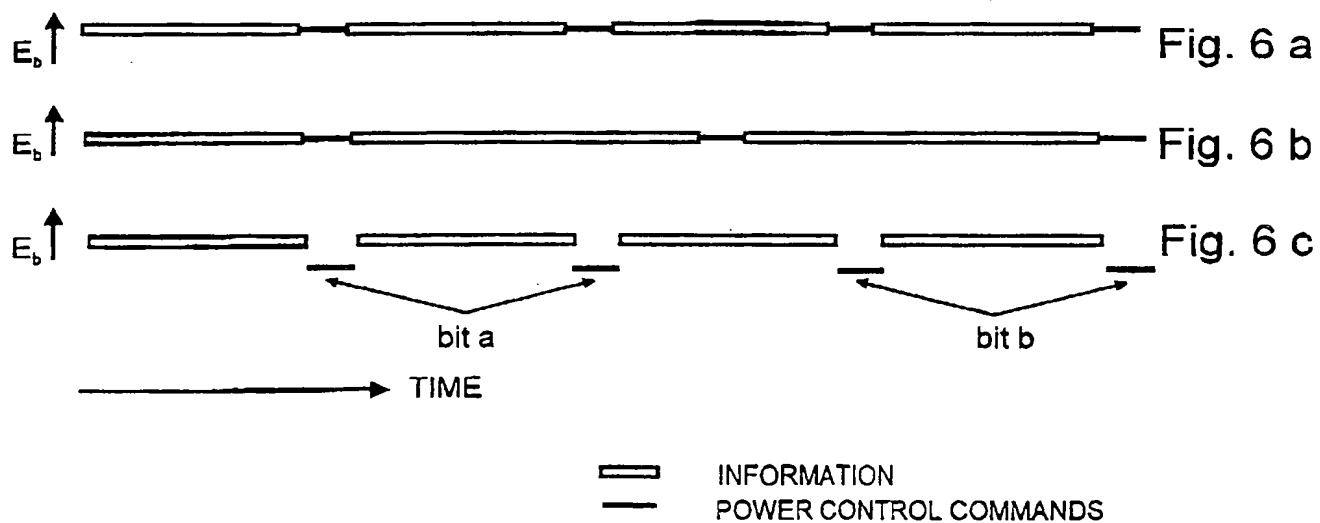 E_b Fig. 6 a
E_b Fig. 6 b
E_b Fig. 6 c
bit a bit b
TIME
INFORMATION
POWER CONTROL COMMANDS